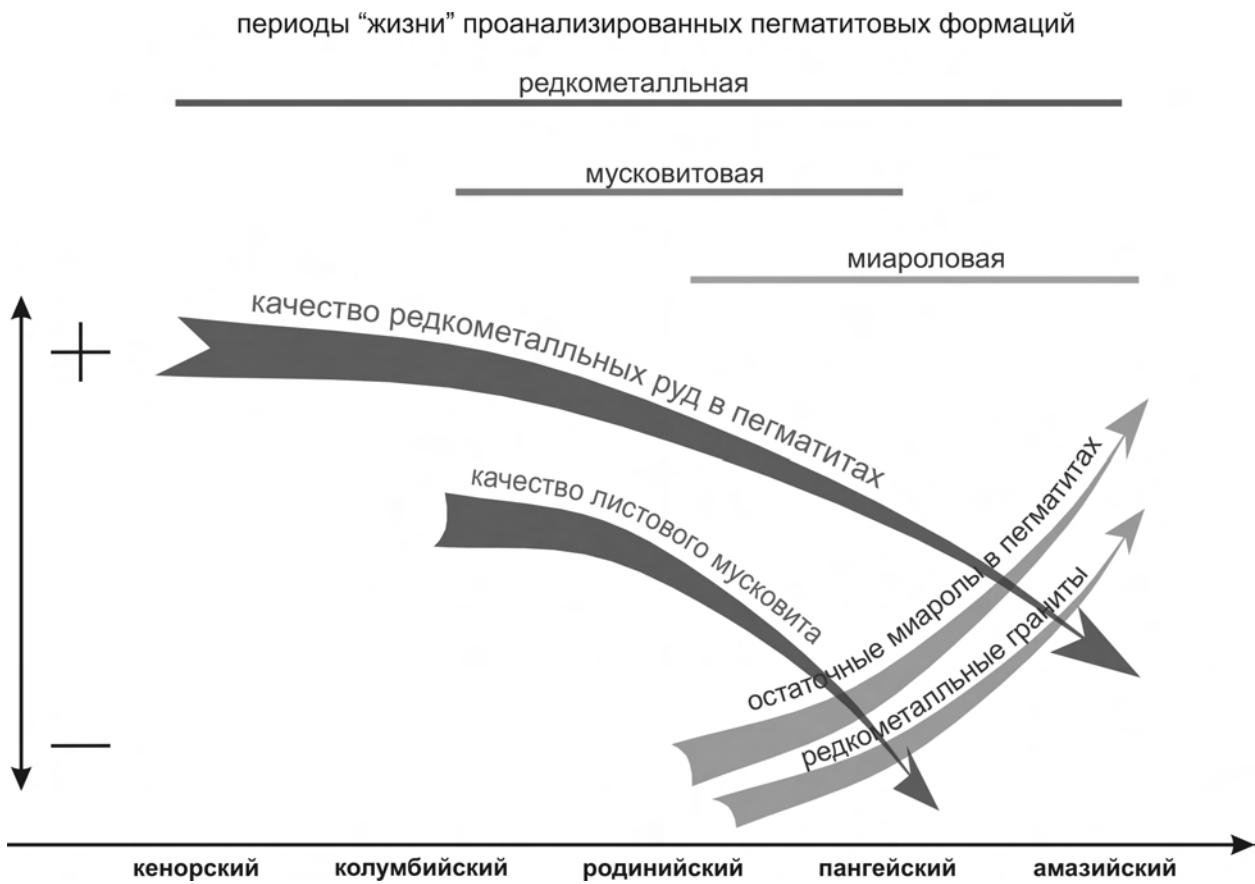 периоды “жизни” проанализированных пегматитовых формаций
редкометалльная
мусковитовая
миароловая
качество редкометалльных руд в пегматитах
качество листового мусковита
остаточные миаролы в пегматитах
редкометалльные граниты
+
—
кенорский колумбийский родинийский пангейский амазийский